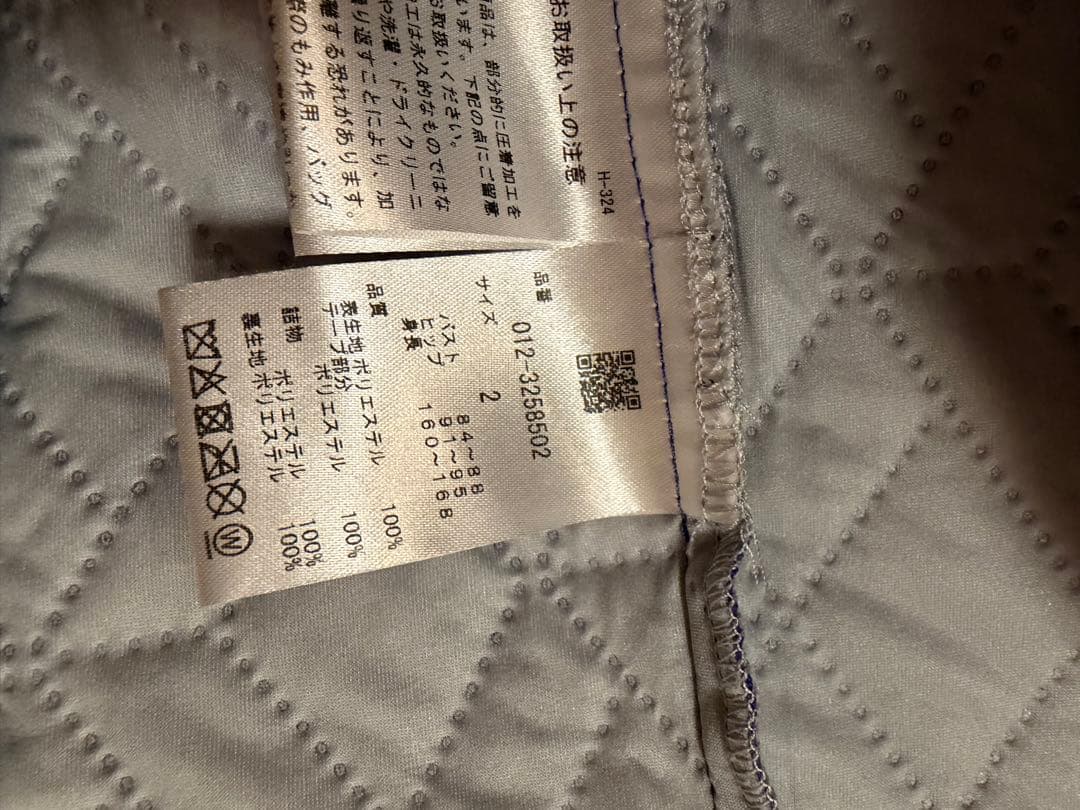 H-324
お取扱い上の注意
品は、部分的に圧着加工を
います。下記の点にご留意
お取扱いください。
工は永久的なものではな
や洗濯・ドライクリーニ
り返すことにより、加
離する恐れがあります。
のもみ作用、バッグ
品番 012-3258502
サイズ 2
バスト 84~88
ヒップ 91~95
身長 160~168
品質
表生地 ポリエステル 100%
テープ部分
ポリエステル 100%
詰物 ポリエステル 100%
裏生地 ポリエステル 100%
W